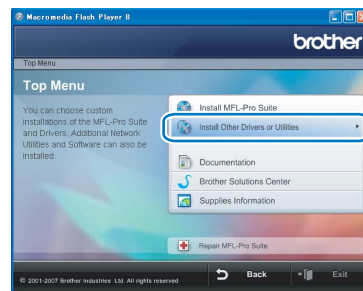 Macromedia Flash Player 8
brother
Top Menu
Top Menu
You can choose custom
installations of the MFL-Pro Suite
and Drivers. Additional Network
Utilities and Software can also be
installed.
Install MFL-Pro Suite
Install Other Drivers or Utilities
Documentation
Brother Solutions Center
Supplies Information
Repair MFL-Pro Suite
© 2001-2007 Brother Industries Ltd. All rights reserved
Back
Exit